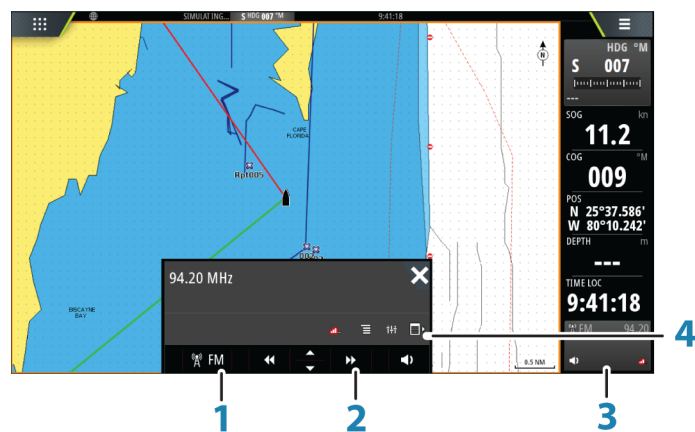 SIMULATING... S HDG 007 °M 9:41:18
HDG °M
S 007
---
SOG kn
11.2
COG °M
009
POS
N 25°37.586'
W 80°10.242'
DEPTH m
---
TIME LOC
9:41:18
FM 94.20
N
CAPE
FLORIDA
Rpt005
BISCAYNE
BAY
0.5 NM
94.20 MHz
FM
1
2
3
4